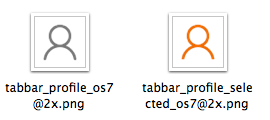 tabbar_profile_os7
@2x.png
tabbar_profile_sele
cted_os7@2x.png